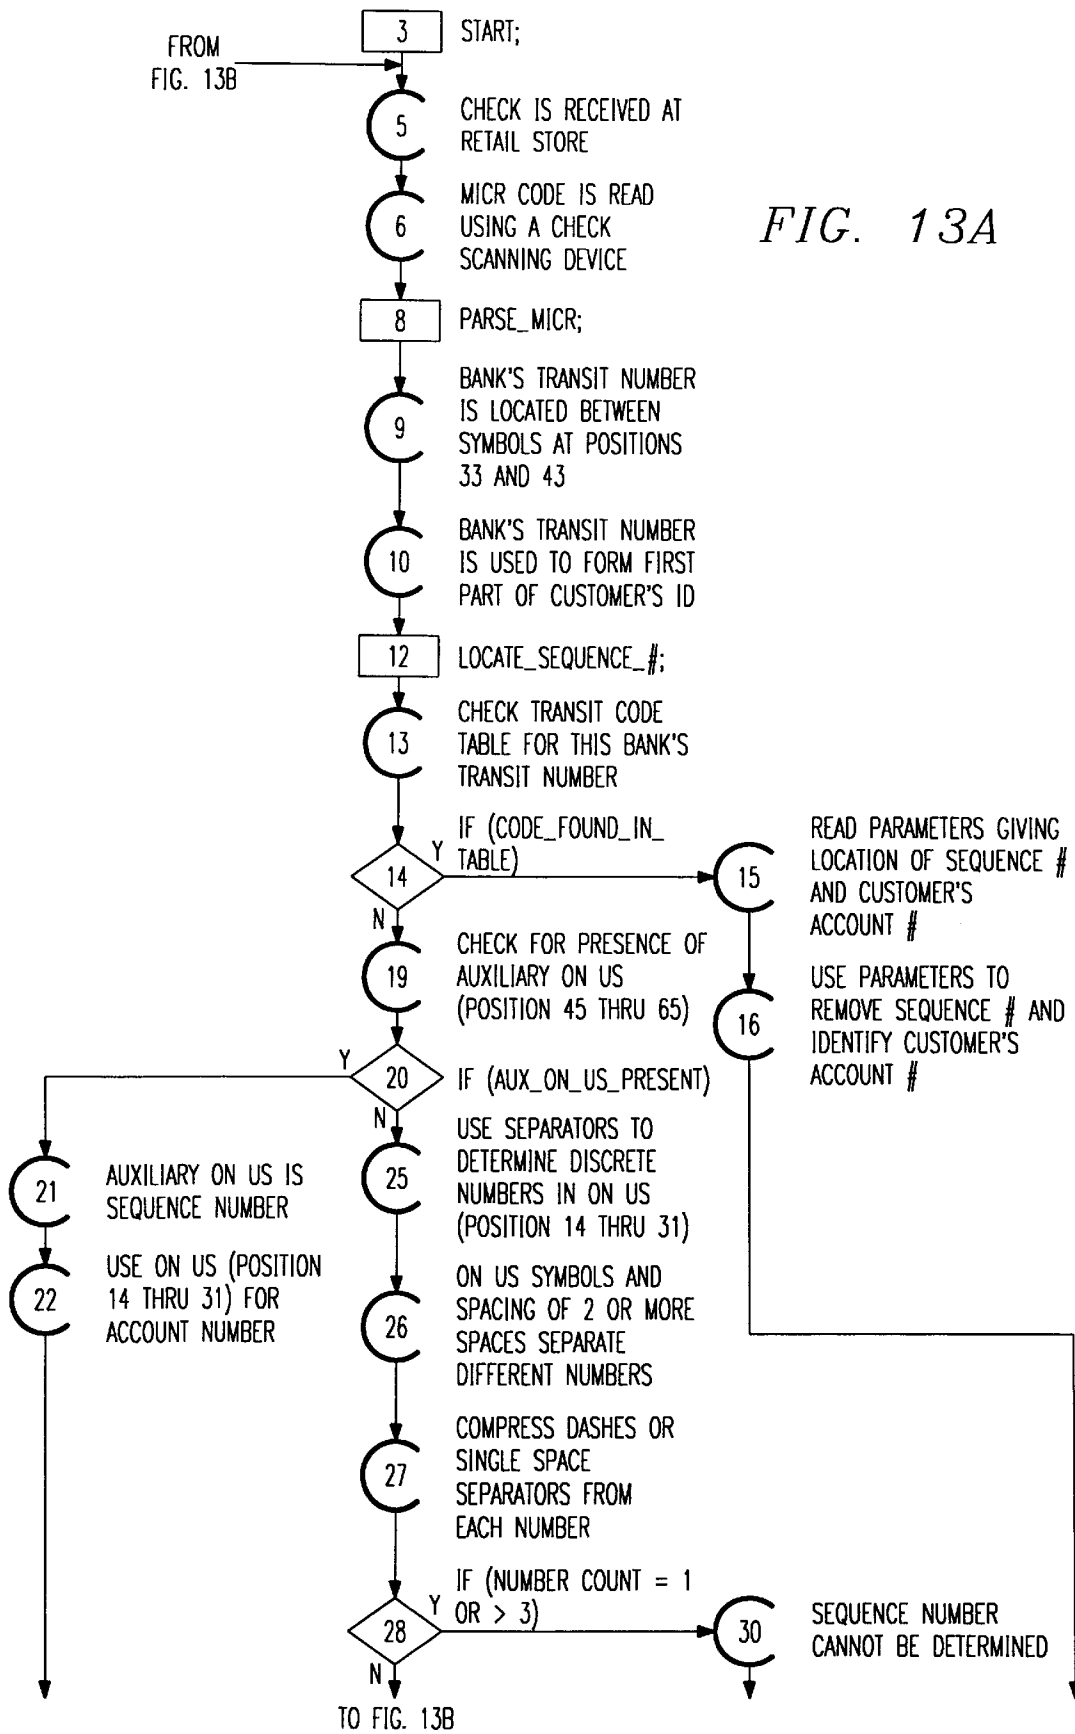 3 START;
FROM
FIG. 13B
5 CHECK IS RECEIVED AT
RETAIL STORE
FIG. 13A
6 MICR CODE IS READ
USING A CHECK
SCANNING DEVICE
8 PARSE_MICR;
9 BANK'S TRANSIT NUMBER
IS LOCATED BETWEEN
SYMBOLS AT POSITIONS
33 AND 43
10 BANK'S TRANSIT NUMBER
IS USED TO FORM FIRST
PART OF CUSTOMER'S ID
12 LOCATE_SEQUENCE_#;
13 CHECK TRANSIT CODE
TABLE FOR THIS BANK'S
TRANSIT NUMBER
14 Y IF (CODE_FOUND_IN_
TABLE)
N
15 READ PARAMETERS GIVING
LOCATION OF SEQUENCE #
AND CUSTOMER'S
ACCOUNT #
16 USE PARAMETERS TO
REMOVE SEQUENCE # AND
IDENTIFY CUSTOMER'S
ACCOUNT #
19 CHECK FOR PRESENCE OF
AUXILIARY ON US
(POSITION 45 THRU 65)
Y 20 IF (AUX_ON_US_PRESENT)
N
21 AUXILIARY ON US IS
SEQUENCE NUMBER
22 USE ON US (POSITION
14 THRU 31) FOR
ACCOUNT NUMBER
25 USE SEPARATORS TO
DETERMINE DISCRETE
NUMBERS IN ON US
(POSITION 14 THRU 31)
26 ON US SYMBOLS AND
SPACING OF 2 OR MORE
SPACES SEPARATE
DIFFERENT NUMBERS
27 COMPRESS DASHES OR
SINGLE SPACE
SEPARATORS FROM
EACH NUMBER
28 Y IF (NUMBER COUNT = 1
OR > 3)
N
30 SEQUENCE NUMBER
CANNOT BE DETERMINED
TO FIG. 13B